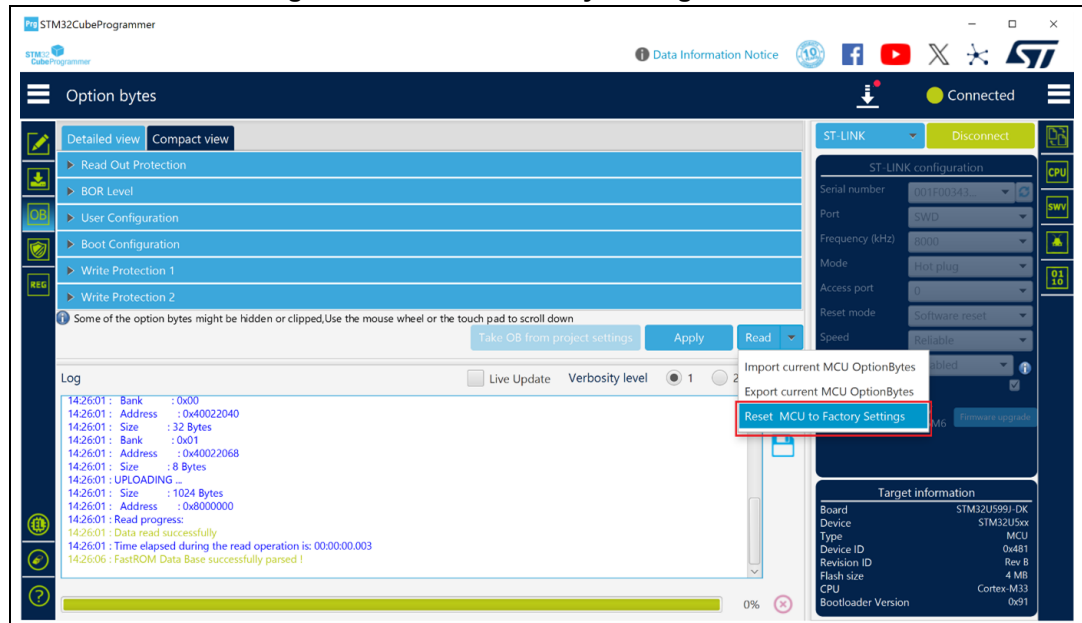 Prg STM32CubeProgrammer
STM32
CubeProgrammer
Data Information Notice
10
Option bytes
Connected
Detailed view Compact view
Read Out Protection
BOR Level
User Configuration
Boot Configuration
Write Protection 1
Write Protection 2
Some of the option bytes might be hidden or clipped,Use the mouse wheel or the touch pad to scroll down
Take OB from project settings Apply Read
Import current MCU OptionBytes
Export current MCU OptionBytes
Reset MCU to Factory Settings
OB
REG
Log Live Update Verbosity level 1 2
14:26:01 : Bank : 0x00
14:26:01 : Address : 0x40022040
14:26:01 : Size : 32 Bytes
14:26:01 : Bank : 0x01
14:26:01 : Address : 0x40022068
14:26:01 : Size : 8 Bytes
14:26:01 : UPLOADING ...
14:26:01 : Size : 1024 Bytes
14:26:01 : Address : 0x8000000
14:26:01 : Read progress:
14:26:01 : Data read successfully
14:26:01 : Time elapsed during the read operation is: 00:00:00.003
14:26:06 : FastROM Data Base successfully parsed !
0%
ST-LINK Disconnect
ST-LINK configuration
Serial number 001F00343...
Port SWD
Frequency (kHz) 8000
Mode Hot plug
Access port 0
Reset mode Software reset
Speed Reliable
abled
M6 Firmware upgrade
Target information
Board STM32U599J-DK
Device STM32U5xx
Type MCU
Device ID 0x481
Revision ID Rev B
Flash size 4 MB
CPU Cortex-M33
Bootloader Version 0x91
CPU
SWV
01
10